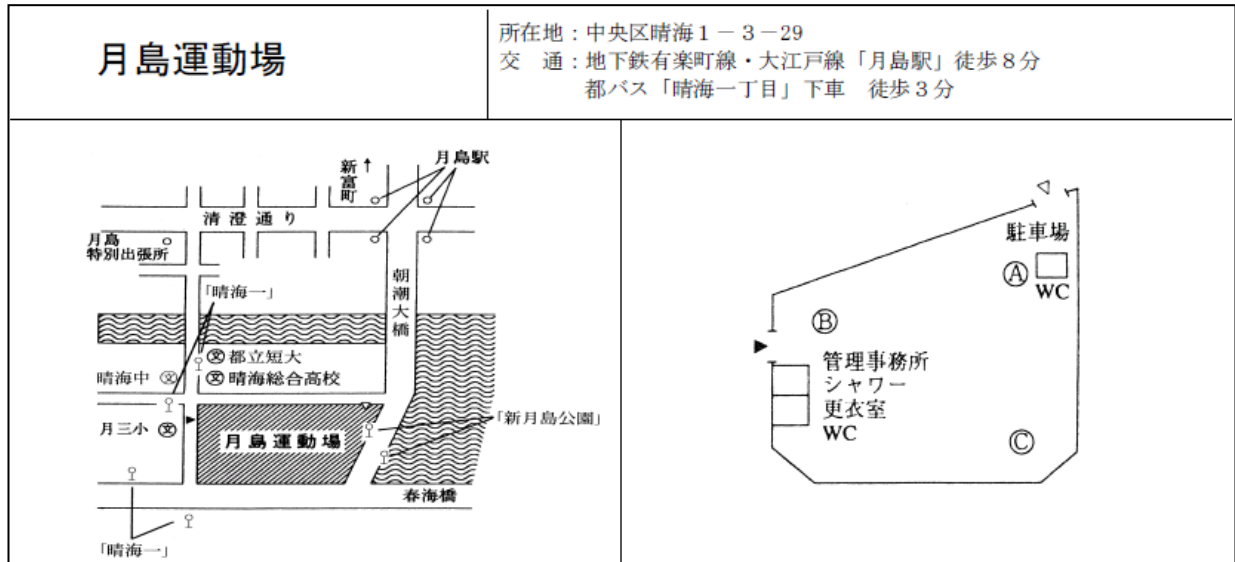 月島運動場
所在地：中央区晴海１－３－29
交　通：地下鉄有楽町線・大江戸線「月島駅」徒歩８分
都バス「晴海一丁目」下車　徒歩３分
月島駅
新富町
↑
清澄通り
月島
特別出張所
朝潮大橋
「晴海一」
㊛都立短大
晴海中 文
文 晴海総合高校
月三小 文
月島運動場
「新月島公園」
春海橋
「晴海一」
駐車場
Ⓐ
WC
Ⓑ
管理事務所
シャワー
更衣室
WC
Ⓒ